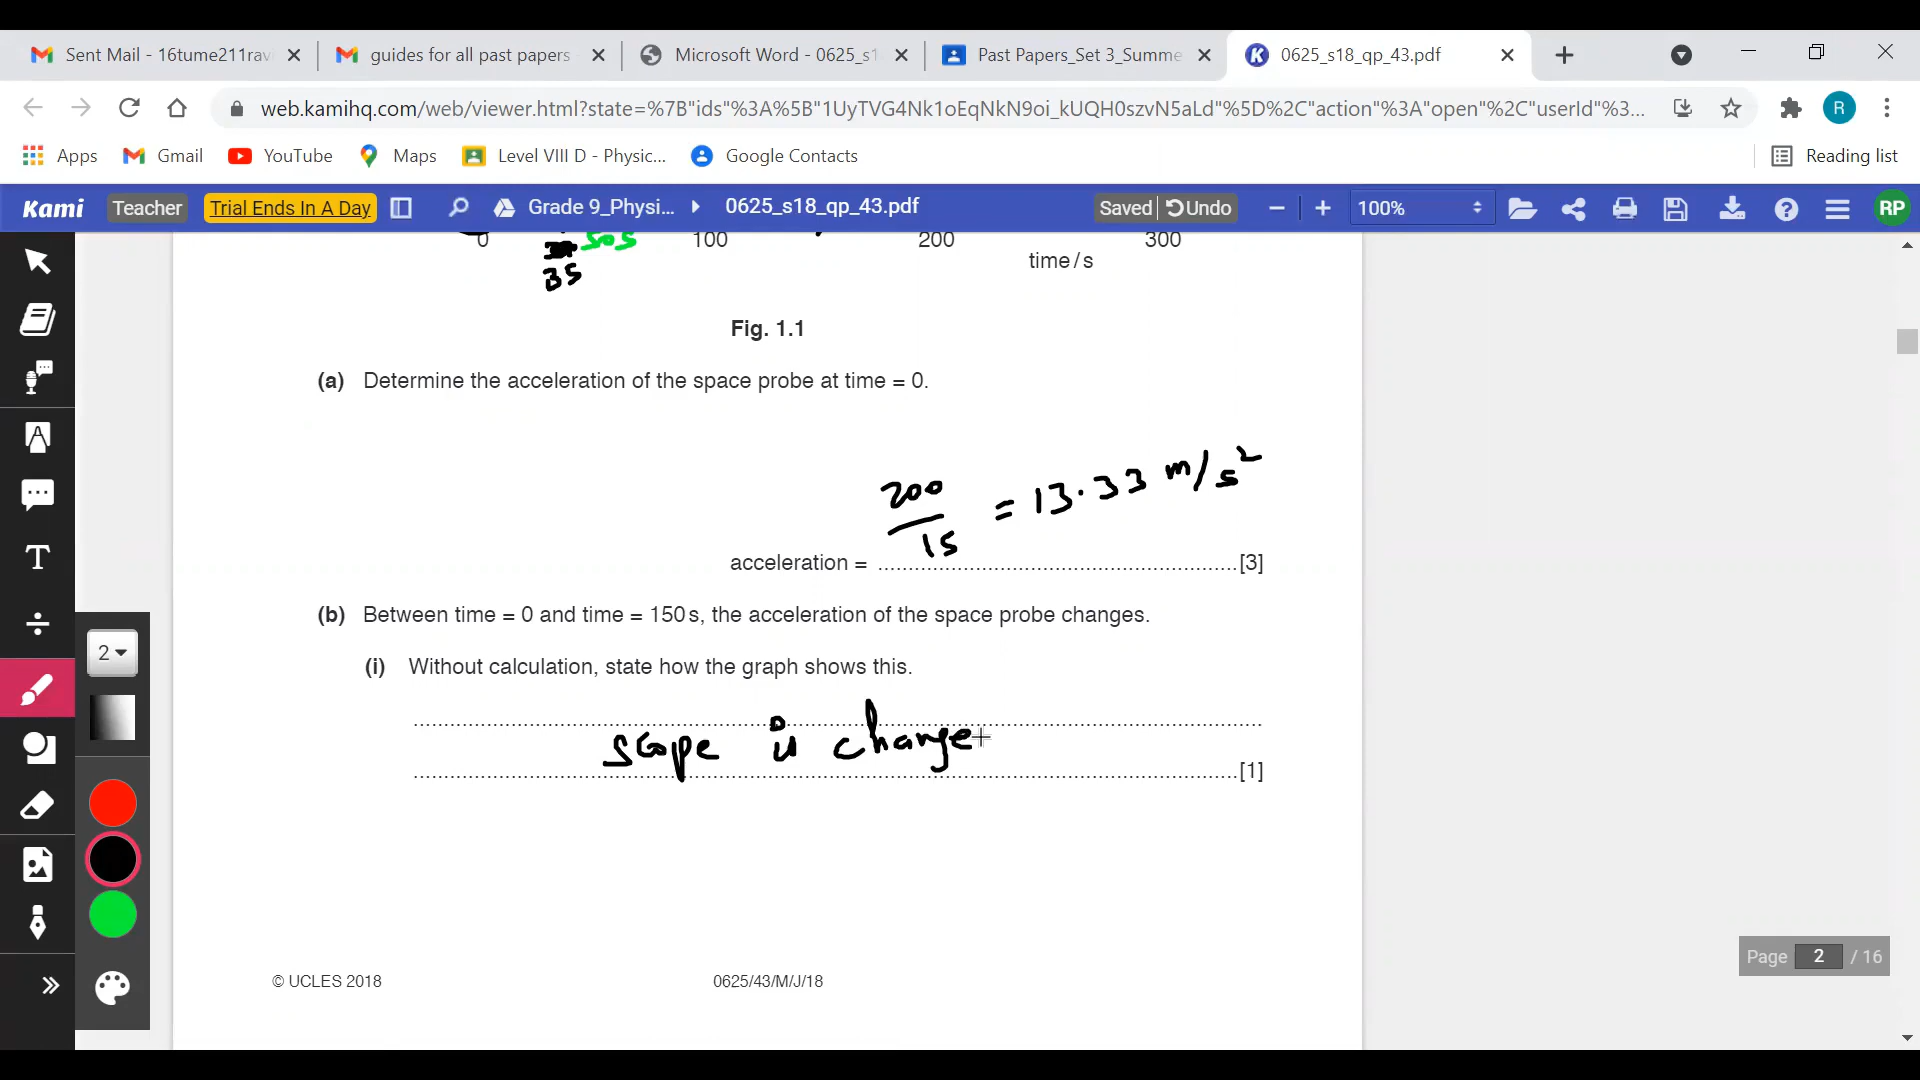 Sent Mail - 16tume211rav
guides for all past papers
Microsoft Word - 0625_s1
Past Papers_Set 3_Summe
0625_s18_qp_43.pdf
web.kamihq.com/web/viewer.html?state=%7B"ids"%3A%5B"1UyTVG4Nk1oEqNkN9oi_kUQH0szvN5aLd"%5D%2C"action"%3A"open"%2C"userId"%3...
R
Apps
Gmail
YouTube
Maps
Level VIII D - Physic...
Google Contacts
Reading list
Kami
Teacher
Trial Ends In A Day
Grade 9_Physi...
0625_s18_qp_43.pdf
Saved
Undo
100%
RP
0 100 200 300
50s
35
time / s
Fig. 1.1
(a) Determine the acceleration of the space probe at time = 0.
200
15
= 13.33 m/s²
acceleration = ............................................................[3]
(b) Between time = 0 and time = 150 s, the acceleration of the space probe changes.
(i) Without calculation, state how the graph shows this.
slope is change
[1]
2
Page 2 / 16
© UCLES 2018
0625/43/M/J/18